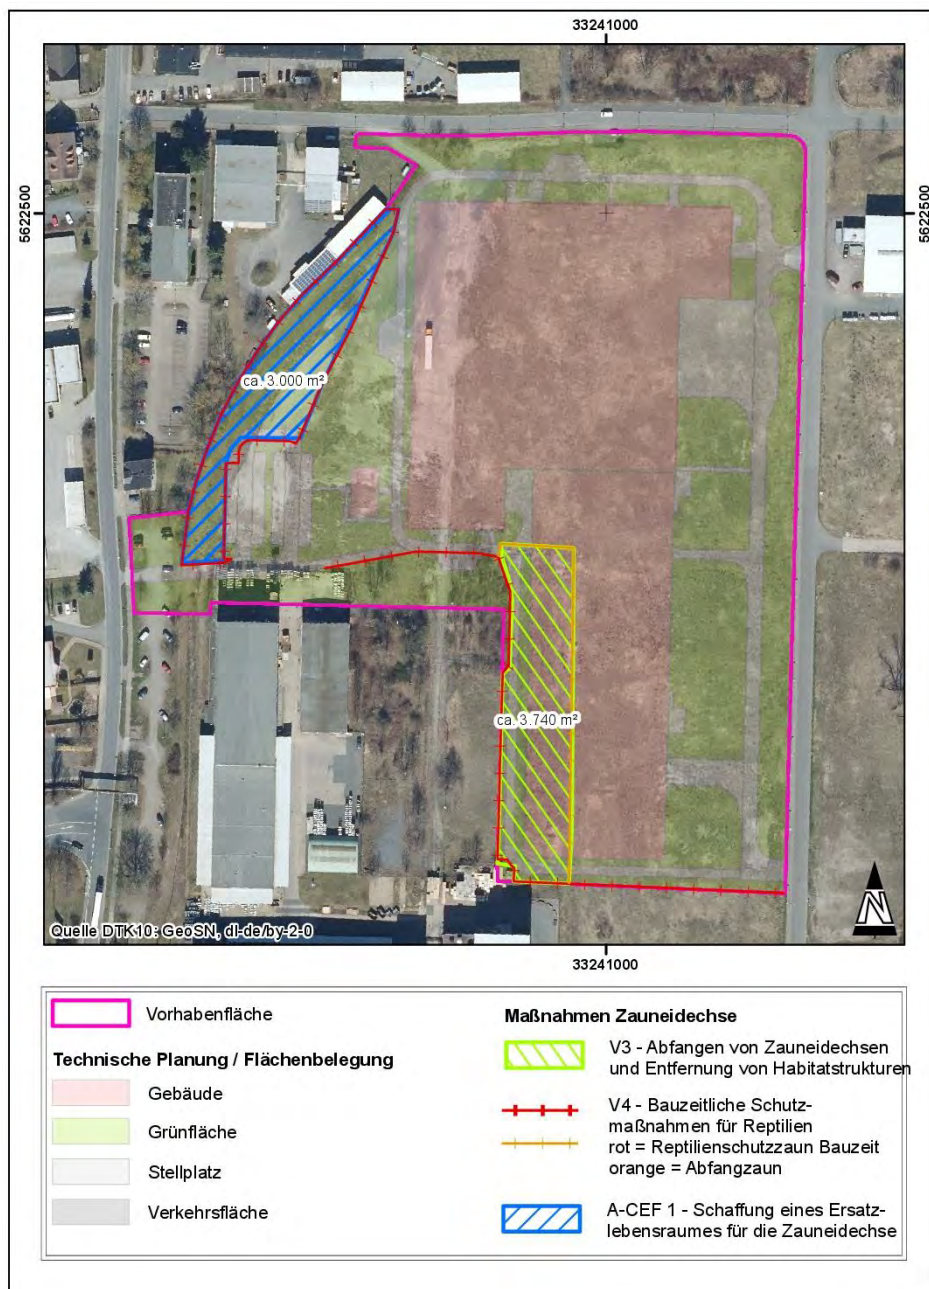 33241000
5622500
5622500
ca. 3.000 m²
ca. 3.740 m²
Quelle DTK10: GeoSN, dl-de/by-2-0
N
33241000
Vorhabenfläche
Technische Planung / Flächenbelegung
Gebäude
Grünfläche
Stellplatz
Verkehrsfläche
Maßnahmen Zauneidechse
V3 - Abfangen von Zauneidechsen
und Entfernung von Habitatstrukturen
V4 - Bauzeitliche Schutz-
maßnahmen für Reptilien
rot = Reptilienschutzzaun Bauzeit
orange = Abfangzaun
A-CEF 1 - Schaffung eines Ersatz-
lebensraumes für die Zauneidechse